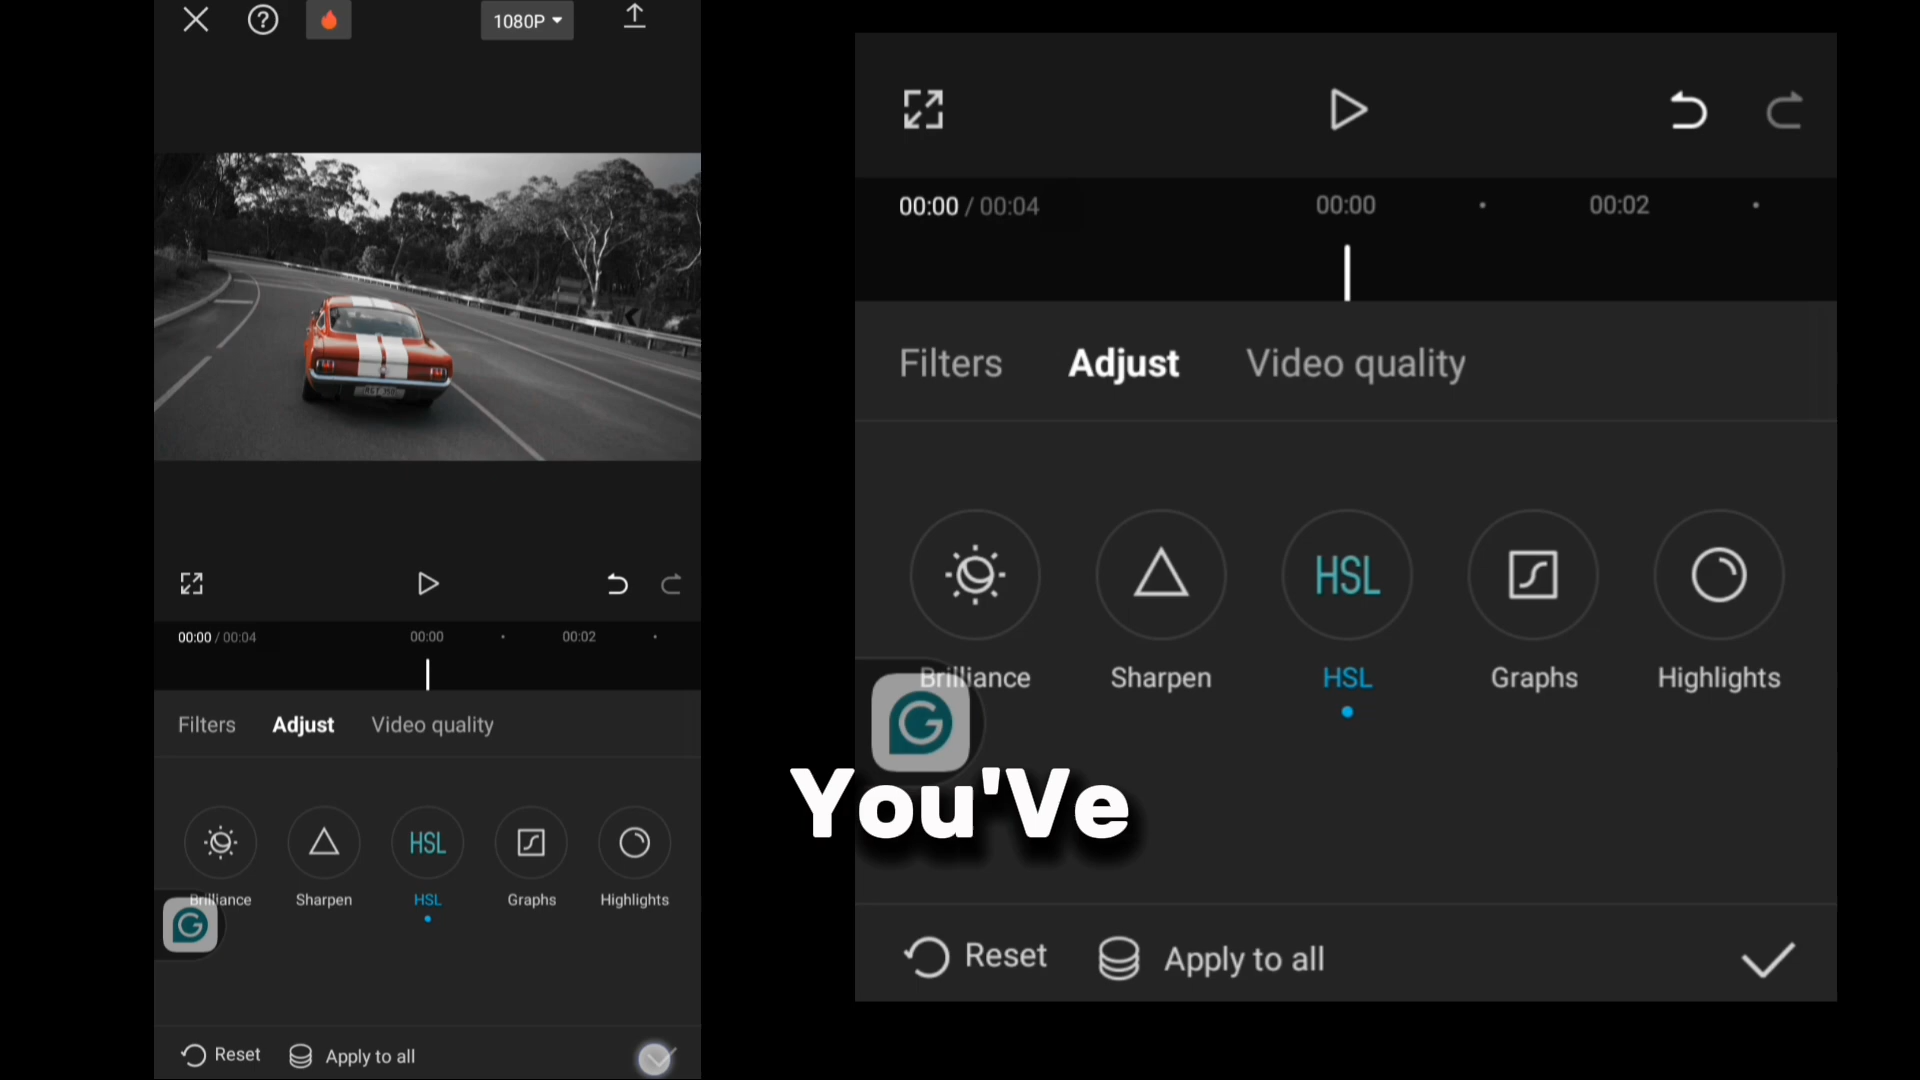 1080P
00:00 / 00:04
00:00
00:02
Filters
Adjust
Video quality
HSL
Brilliance
Sharpen
HSL
Graphs
Highlights
Reset
Apply to all
00:00 / 00:04
00:00
00:02
Filters
Adjust
Video quality
HSL
Brilliance
Sharpen
HSL
Graphs
Highlights
You'Ve
Reset
Apply to all